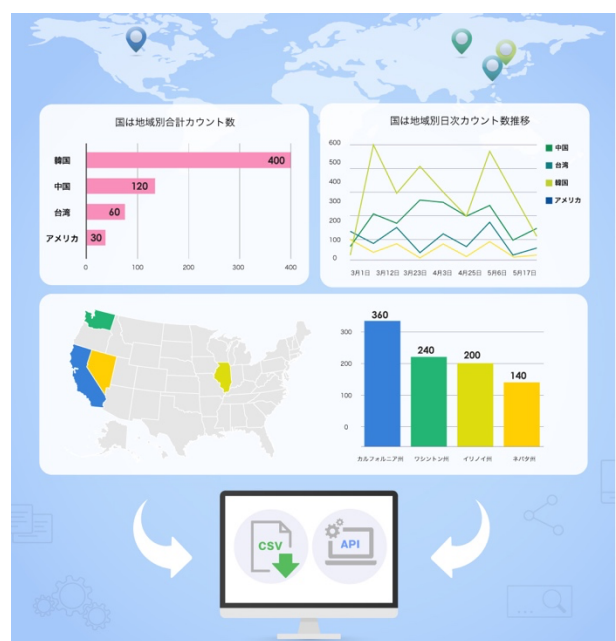 国は地域別合計カウント数
韓国
400
中国
120
台湾
60
アメリカ
30
0
100
200
300
400
国は地域別日次カウント数推移
600
500
400
300
200
100
0
3月1日
3月12日
3月23日
4月3日
4月25日
5月6日
5月17日
中国
台湾
韓国
アメリカ
300
200
100
0
360
240
200
140
カルフォルニア州
ワシントン州
イリノイ州
ネバタ州
CSV
API